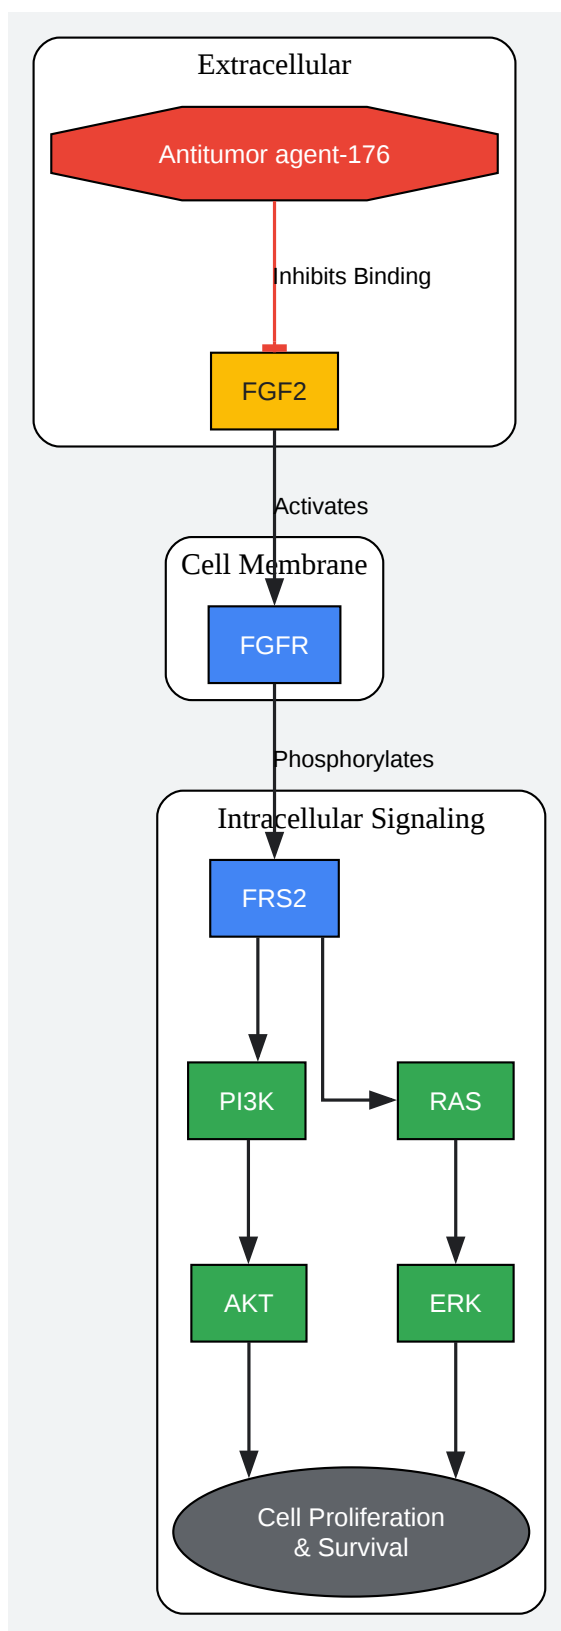 Extracellular
Antitumor agent-176
Inhibits Binding
FGF2
Activates
Cell Membrane
FGFR
Phosphorylates
Intracellular Signaling
FRS2
PI3K
RAS
AKT
ERK
Cell Proliferation
& Survival